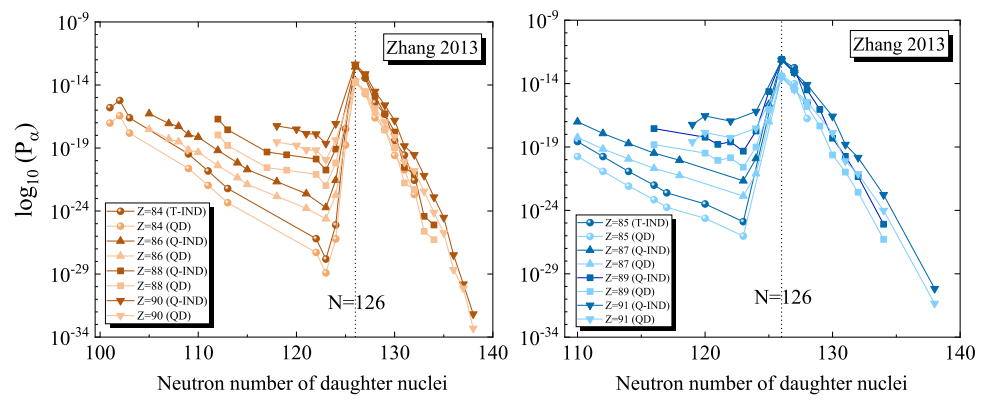 10⁻⁹
10⁻¹⁴
10⁻¹⁹
10⁻²⁴
10⁻²⁹
10⁻³⁴
log₁₀ (Pα)
Zhang 2013
Z=84 (T-IND)
Z=84 (QD)
Z=86 (Q-IND)
Z=86 (QD)
Z=88 (Q-IND)
Z=88 (QD)
Z=90 (Q-IND)
Z=90 (QD)
N=126
100 110 120 130 140
Neutron number of daughter nuclei
10⁻⁹
10⁻¹⁴
10⁻¹⁹
10⁻²⁴
10⁻²⁹
10⁻³⁴
Zhang 2013
Z=85 (T-IND)
Z=85 (QD)
Z=87 (Q-IND)
Z=87 (QD)
Z=89 (Q-IND)
Z=89 (QD)
Z=91 (Q-IND)
Z=91 (QD)
N=126
110 120 130 140
Neutron number of daughter nuclei